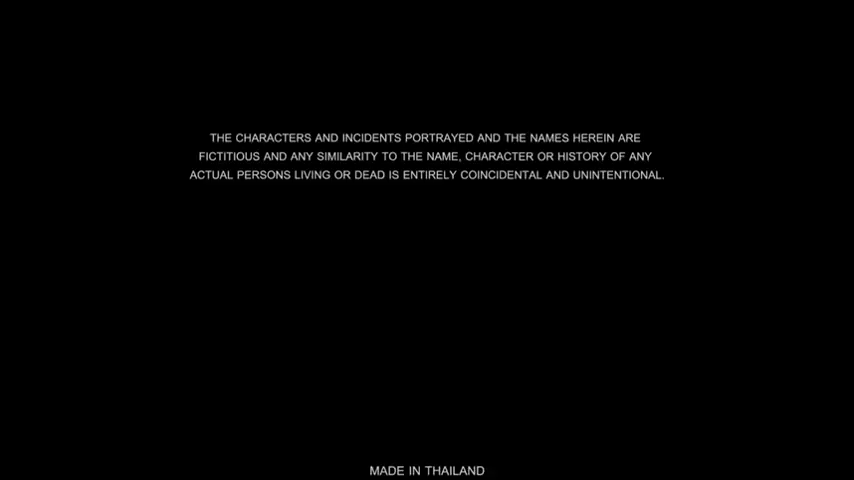 THE CHARACTERS AND INCIDENTS PORTRAYED AND THE NAMES HEREIN ARE
FICTITIOUS AND ANY SIMILARITY TO THE NAME, CHARACTER OR HISTORY OF ANY
ACTUAL PERSONS LIVING OR DEAD IS ENTIRELY COINCIDENTAL AND UNINTENTIONAL.
MADE IN THAILAND